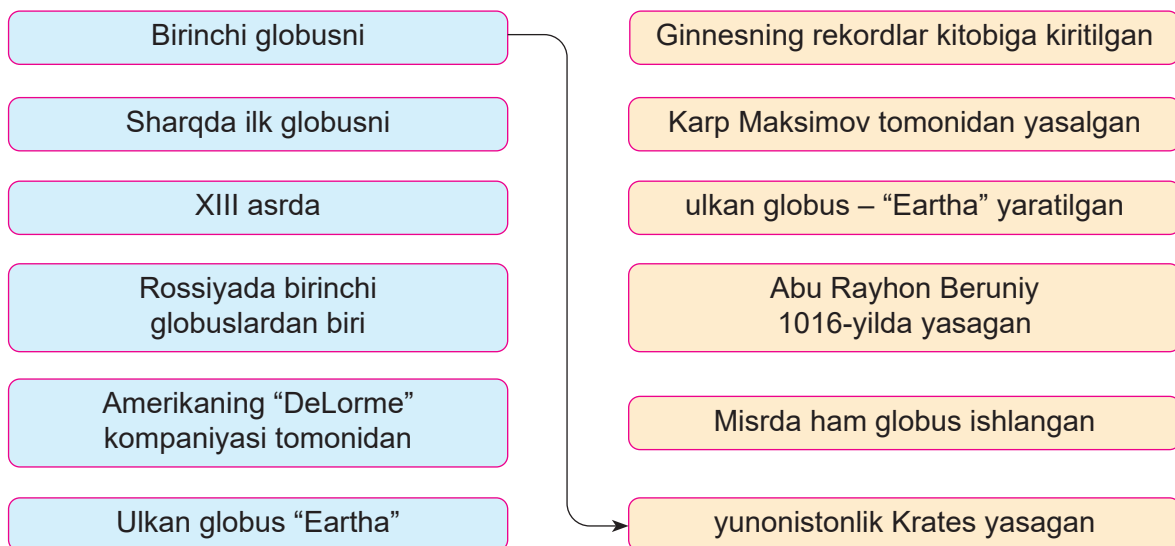 Birinchi globusni
Ginnesning rekordlar kitobiga kiritilgan
Sharqda ilk globusni
Karp Maksimov tomonidan yasalgan
XIII asrda
ulkan globus – “Eartha” yaratilgan
Rossiyada birinchi
globuslardan biri
Abu Rayhon Beruniy
1016-yilda yasagan
Amerikaning “DeLorme”
kompaniyasi tomonidan
Misrda ham globus ishlangan
Ulkan globus “Eartha”
yunonistonlik Krates yasagan